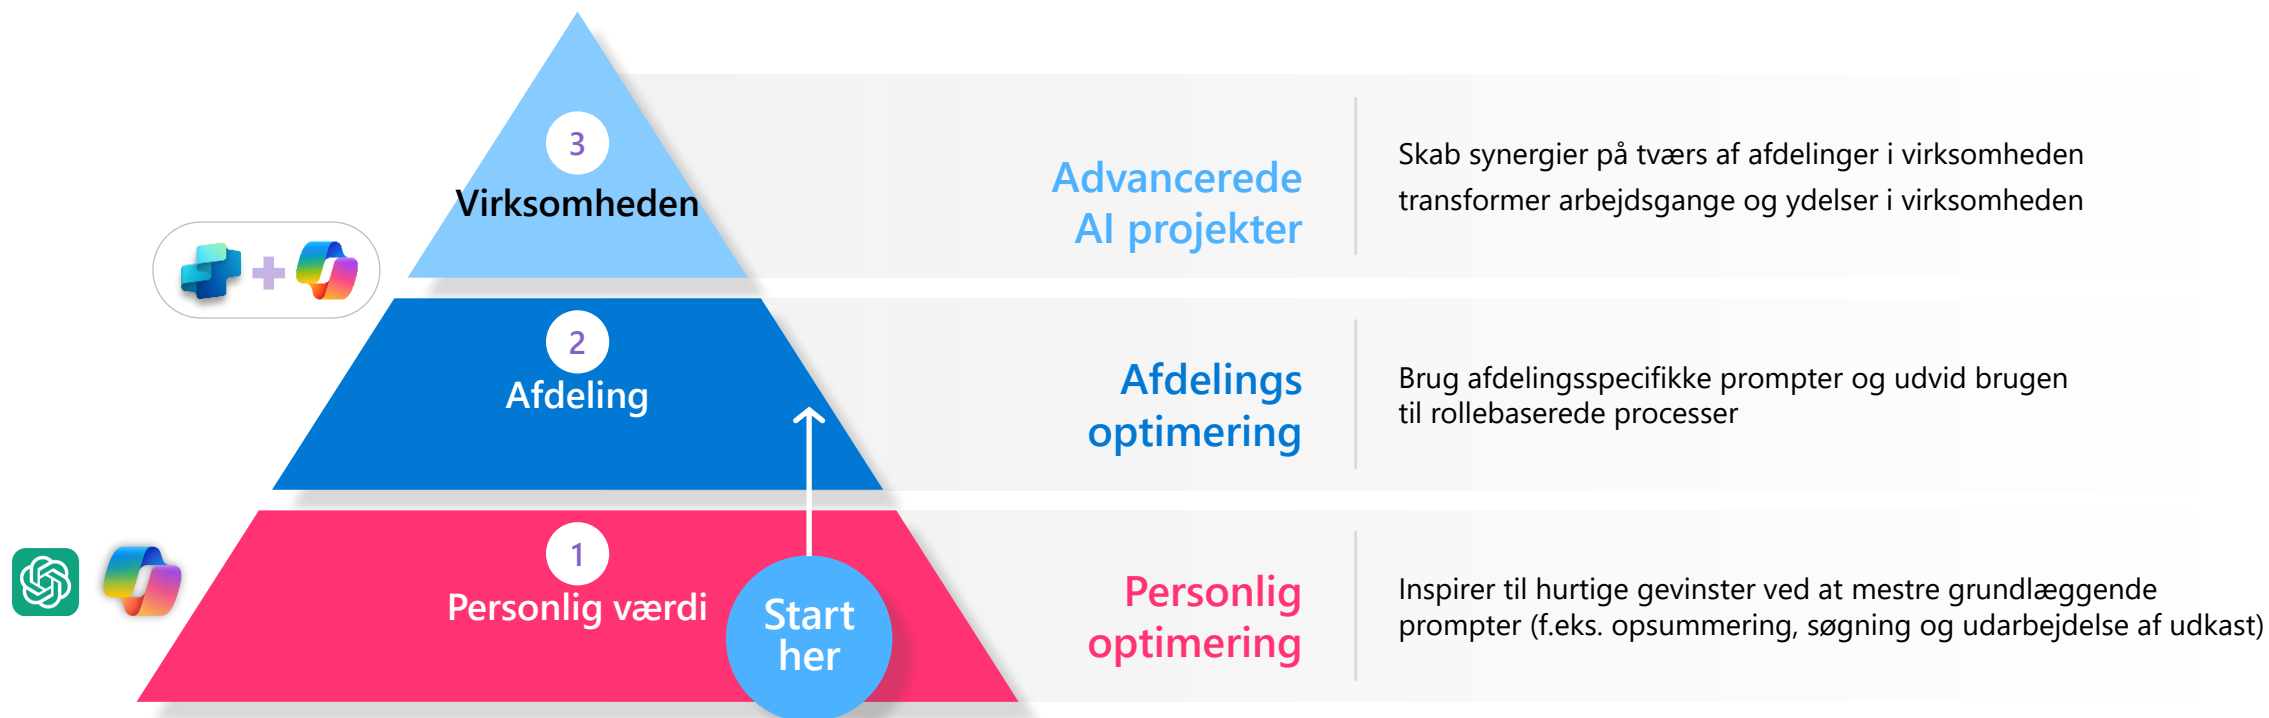 3
Virksomheden
Advancerede
AI projekter
Skab synergier på tværs af afdelinger i virksomheden
transformer arbejdsgange og ydelser i virksomheden
2
Afdeling
Afdelings
optimering
Brug afdelingsspecifikke prompter og udvid brugen
til rollebaserede processer
1
Personlig værdi
Start
her
Personlig
optimering
Inspirer til hurtige gevinster ved at mestre grundlæggende
prompter (f.eks. opsummering, søgning og udarbejdelse af udkast)